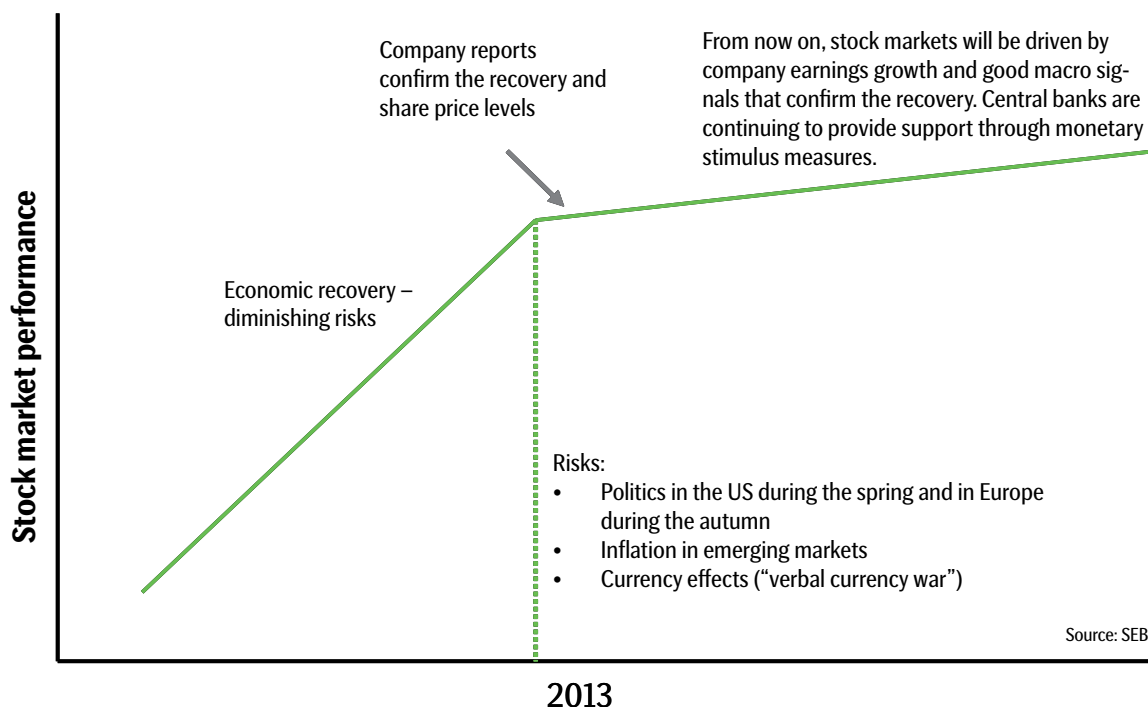 Company reports
confirm the recovery and
share price levels
From now on, stock markets will be driven by
company earnings growth and good macro sig-
nals that confirm the recovery. Central banks are
continuing to provide support through monetary
stimulus measures.
Stock market performance
Economic recovery –
diminishing risks
Risks:
• Politics in the US during the spring and in Europe
during the autumn
• Inflation in emerging markets
• Currency effects (“verbal currency war”)
Source: SEB
2013